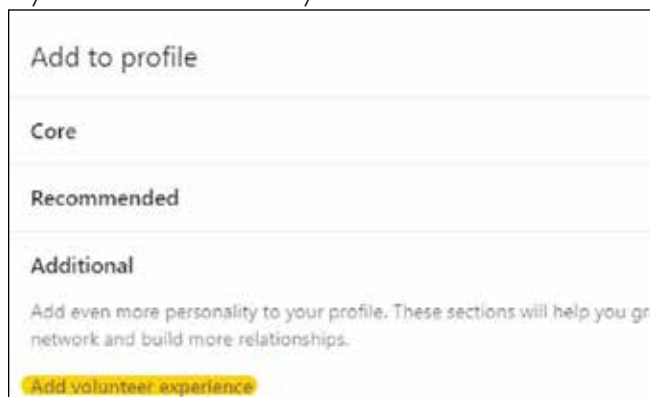 Add to profile
Core
Recommended
Additional
Add even more personality to your profile. These sections will help you gr
network and build more relationships.
Add volunteer experience